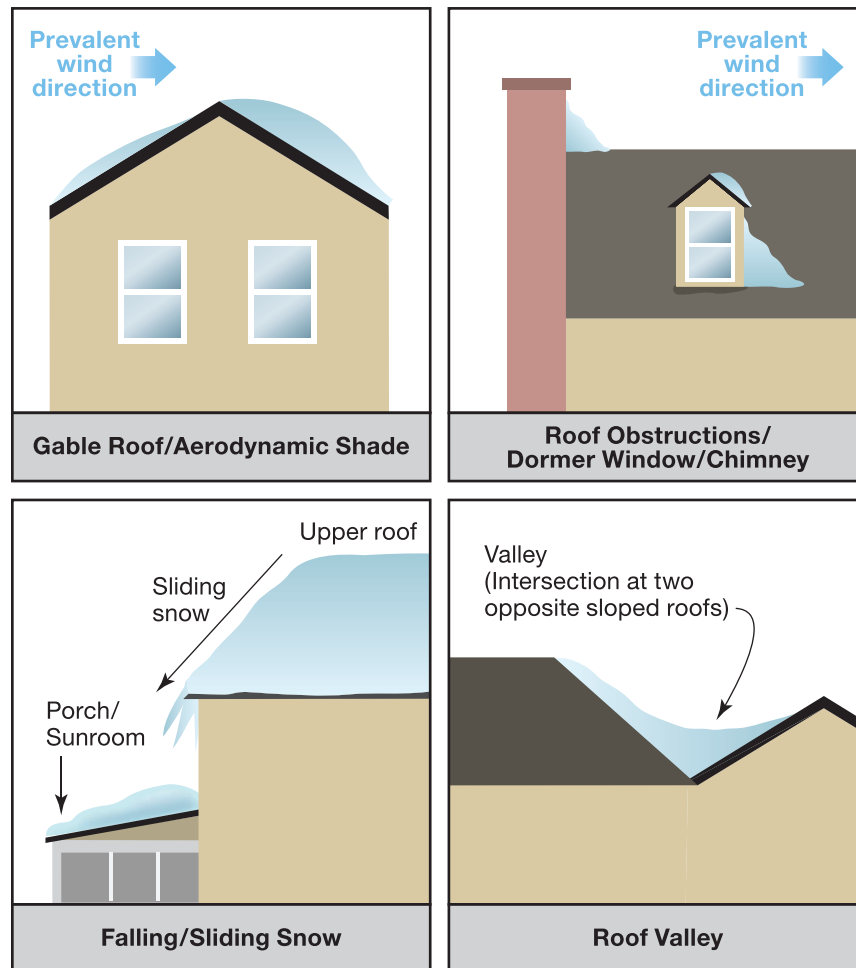 Prevalent
wind
direction
Gable Roof/Aerodynamic Shade
Prevalent
wind
direction
Roof Obstructions/
Dormer Window/Chimney
Upper roof
Sliding
snow
Porch/
Sunroom
Falling/Sliding Snow
Valley
(Intersection at two
opposite sloped roofs)
Roof Valley